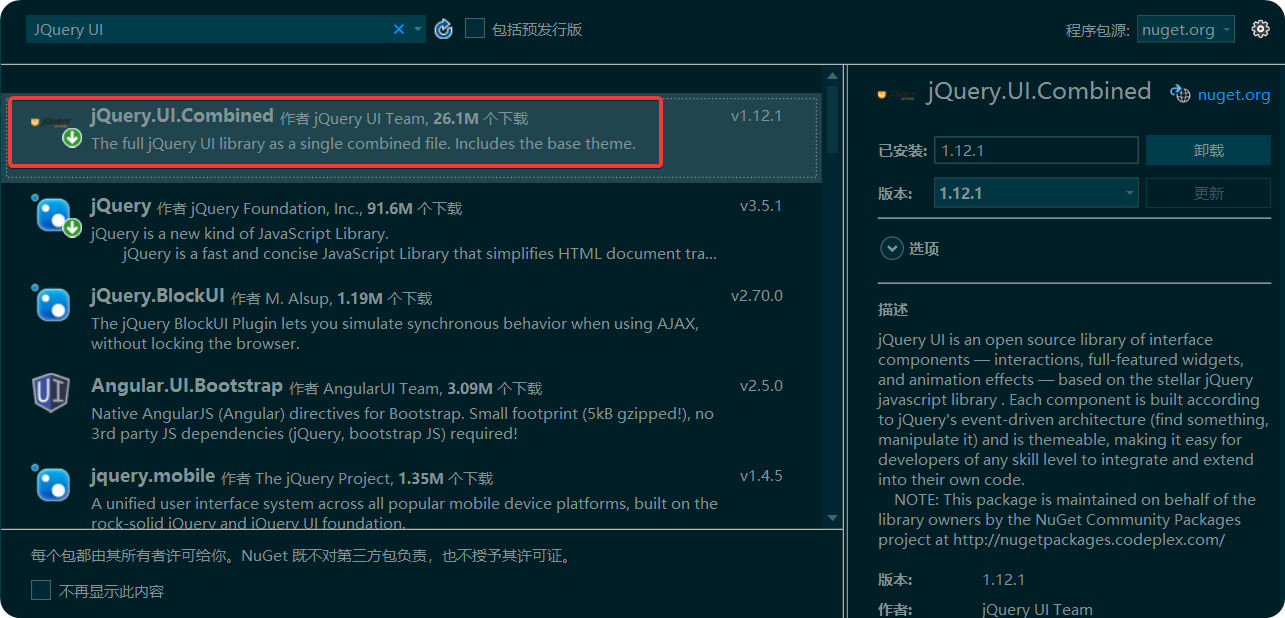 JQuery UI
包括预发行版
程序包源: nuget.org
jQuery.UI.Combined 作者 jQuery UI Team, 26.1M 个下载 v1.12.1
The full jQuery UI library as a single combined file. Includes the base theme.
jQuery 作者 jQuery Foundation, Inc., 91.6M 个下载 v3.5.1
jQuery is a new kind of JavaScript Library.
jQuery is a fast and concise JavaScript Library that simplifies HTML document tra...
jQuery.BlockUI 作者 M. Alsup, 1.19M 个下载 v2.70.0
The jQuery BlockUI Plugin lets you simulate synchronous behavior when using AJAX,
without locking the browser.
UI
Angular.UI.Bootstrap 作者 AngularUI Team, 3.09M 个下载 v2.5.0
Native AngularJS (Angular) directives for Bootstrap. Small footprint (5kB gzipped!), no
3rd party JS dependencies (jQuery, bootstrap JS) required!
jquery.mobile 作者 The jQuery Project, 1.35M 个下载 v1.4.5
A unified user interface system across all popular mobile device platforms, built on the
rock-solid jQuery and jQuery UI foundation.
每个包都由其所有者许可给你。NuGet 既不对第三方包负责，也不授予其许可证。
不再显示此内容
jQuery.UI.Combined
nuget.org
已安装: 1.12.1 卸载
版本: 1.12.1 更新
选项
描述
jQuery UI is an open source library of interface
components — interactions, full-featured widgets,
and animation effects — based on the stellar jQuery
javascript library . Each component is built according
to jQuery's event-driven architecture (find something,
manipulate it) and is themeable, making it easy for
developers of any skill level to integrate and extend
into their own code.
NOTE: This package is maintained on behalf of the
library owners by the NuGet Community Packages
project at http://nugetpackages.codeplex.com/
版本: 1.12.1
作者: jQuery UI Team